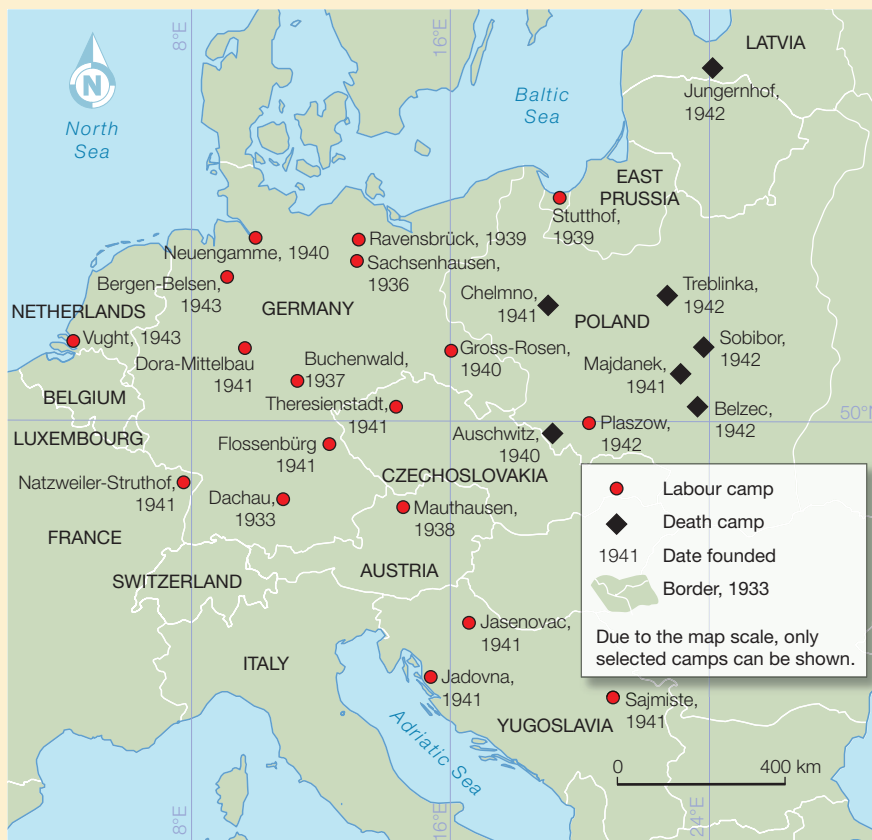 8°E
16°E
LATVIA
N
North
Sea
Baltic
Sea
Jungernhof,
1942
EAST
PRUSSIA
Stutthof,
1939
Neuengamme, 1940
Ravensbrück, 1939
Sachsenhausen,
1936
Bergen-Belsen,
1943
NETHERLANDS
GERMANY
Chelmno,
1941
POLAND
Treblinka,
1942
Vught, 1943
Dora-Mittelbau
1941
Buchenwald,
1937
Gross-Rosen,
1940
Sobibor,
1942
Majdanek,
1941
BELGIUM
Theresienstadt,
1941
Belzec,
1942
50°N
LUXEMBOURG
Flossenbürg
1941
Auschwitz,
1940
Plaszow,
1942
CZECHOSLOVAKIA
Natzweiler-Struthof,
1941
Dachau,
1933
Mauthausen,
1938
FRANCE
SWITZERLAND
AUSTRIA
Labour camp
Death camp
1941 Date founded
Border, 1933
Due to the map scale, only
selected camps can be shown.
Jasenovac,
1941
ITALY
Jadovna,
1941
Sajmiste,
1941
YUGOSLAVIA
Adriatic Sea
0 400 km
8°E
16°E
24°E